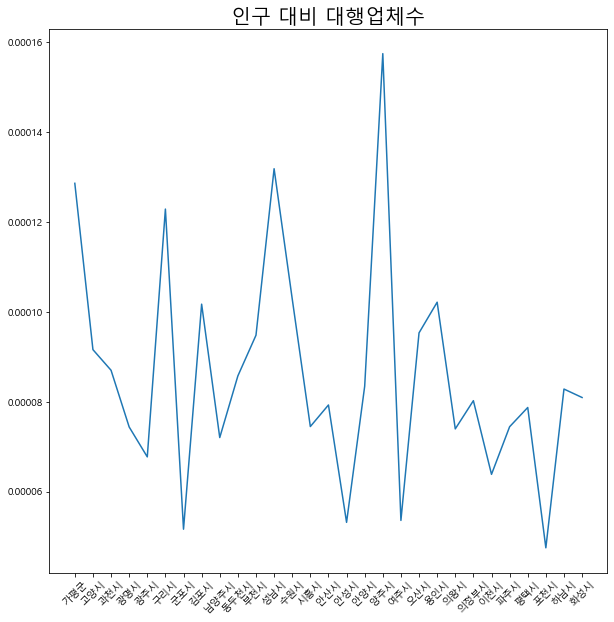 인구 대비 대행업체수
0.00016
0.00014
0.00012
0.00010
0.00008
0.00006
가평군
고양시
과천시
광명시
광주시
구리시
군포시
김포시
남양주시
동두천시
부천시
성남시
수원시
시흥시
안산시
안성시
안양시
양주시
여주시
오산시
용인시
의왕시
의정부시
이천시
파주시
평택시
포천시
하남시
화성시